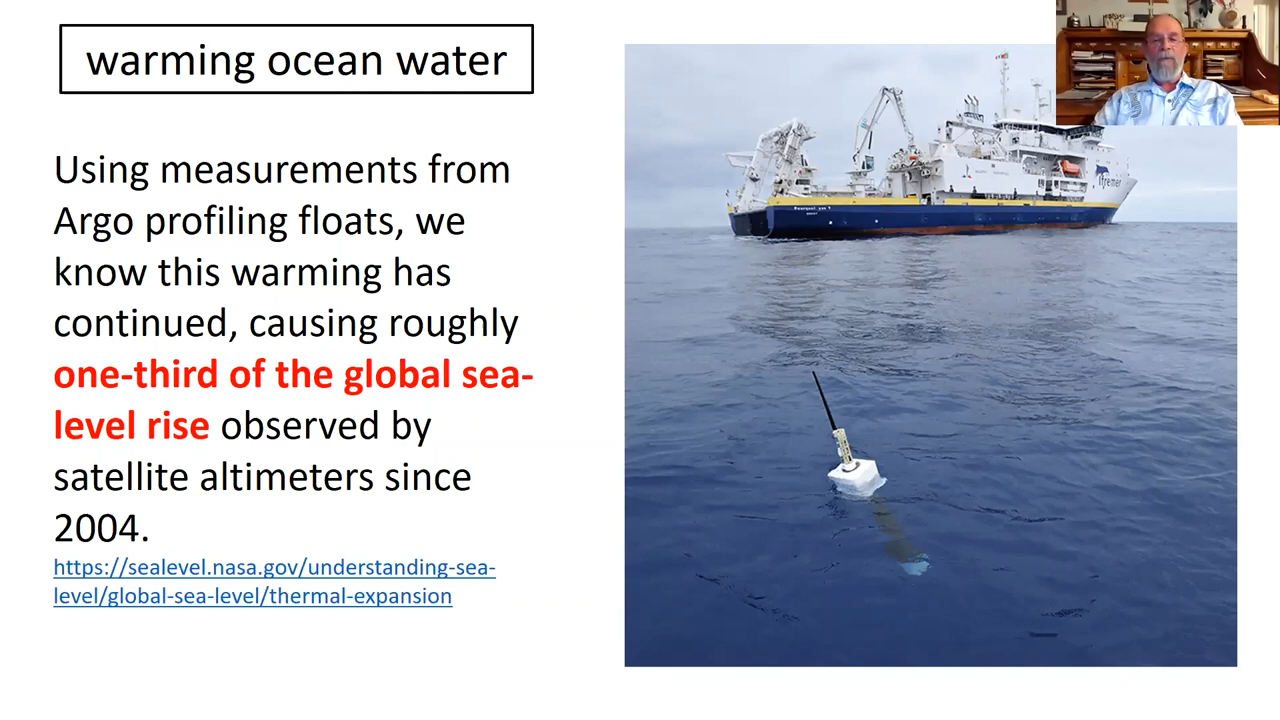 warming ocean water
Using measurements from
Argo profiling floats, we
know this warming has
continued, causing roughly
one-third of the global sea-
level rise observed by
satellite altimeters since
2004.
https://sealevel.nasa.gov/understanding-sea-
level/global-sea-level/thermal-expansion
Ifremer
Pourquoi pas ?